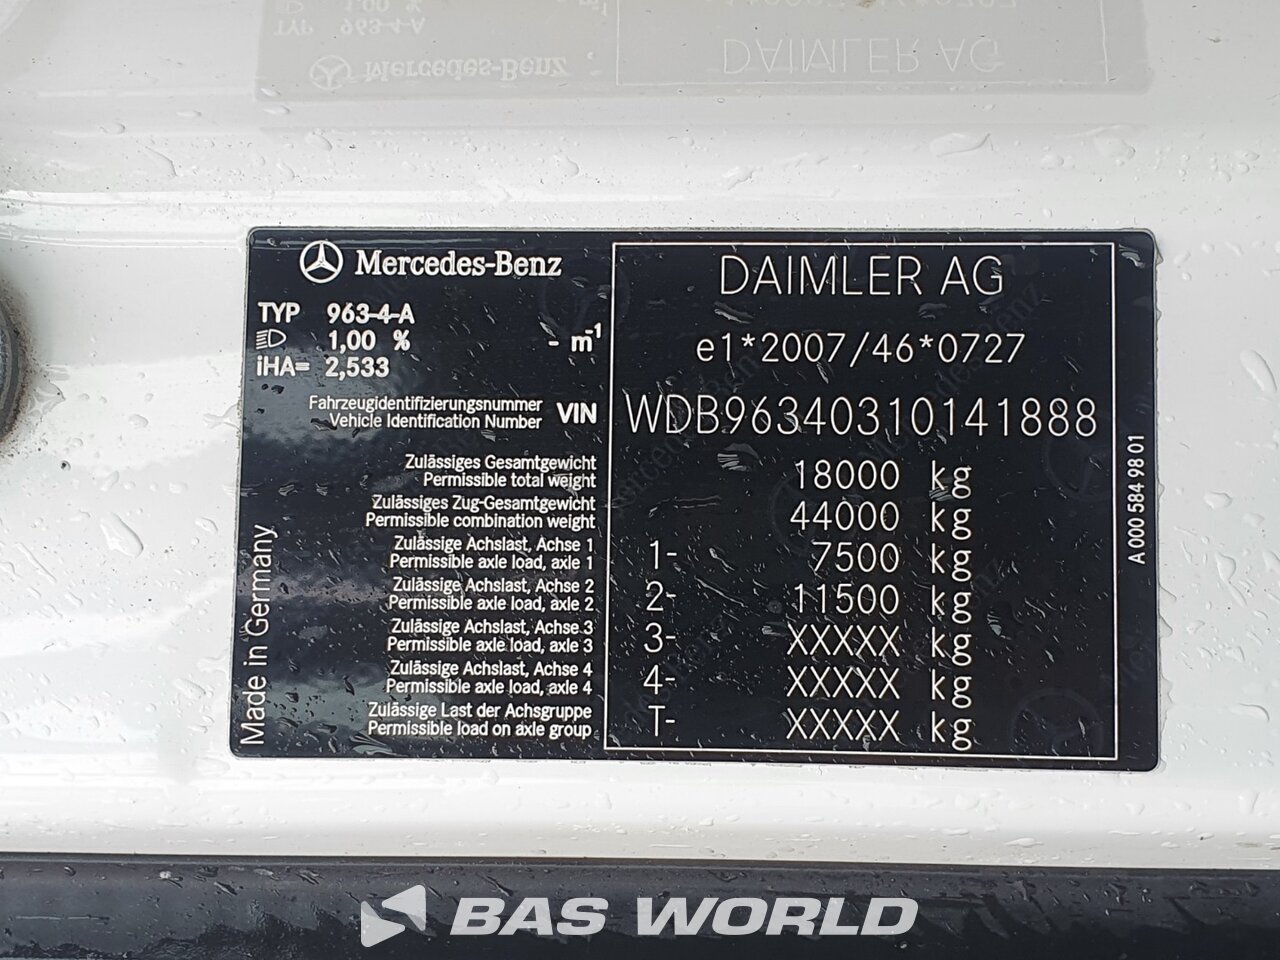 Mercedes-Benz
DAIMLER AG
TYP 963-4-A
1,00 % - m⁻¹
iHA= 2,533
e1*2007/46*0727
Fahrzeugidentifizierungsnummer
Vehicle Identification Number
VIN WDB96340310141888
Zulässiges Gesamtgewicht
Permissible total weight
18000 kg
Zulässiges Zug-Gesamtgewicht
Permissible combination weight
44000 kg
Zulässige Achslast, Achse 1
Permissible axle load, axle 1
1- 7500 kg
Zulässige Achslast, Achse 2
Permissible axle load, axle 2
2- 11500 kg
Zulässige Achslast, Achse 3
Permissible axle load, axle 3
3- XXXXX kg
Zulässige Achslast, Achse 4
Permissible axle load, axle 4
4- XXXXX kg
Zulässige Last der Achsgruppe
Permissible load on axle group
T- XXXXX kg
Made in Germany
A 000 584 98 01
BAS WORLD